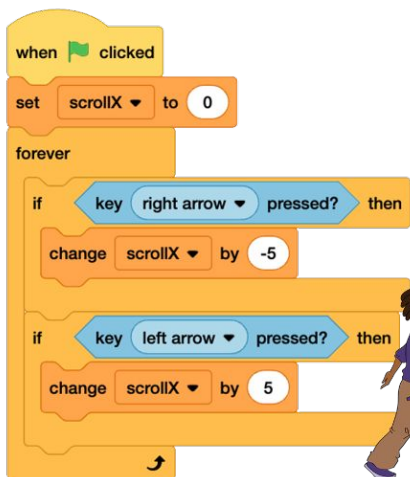 when clicked
set scrollX to 0
forever
if key right arrow pressed? then
change scrollX by -5
if key left arrow pressed? then
change scrollX by 5